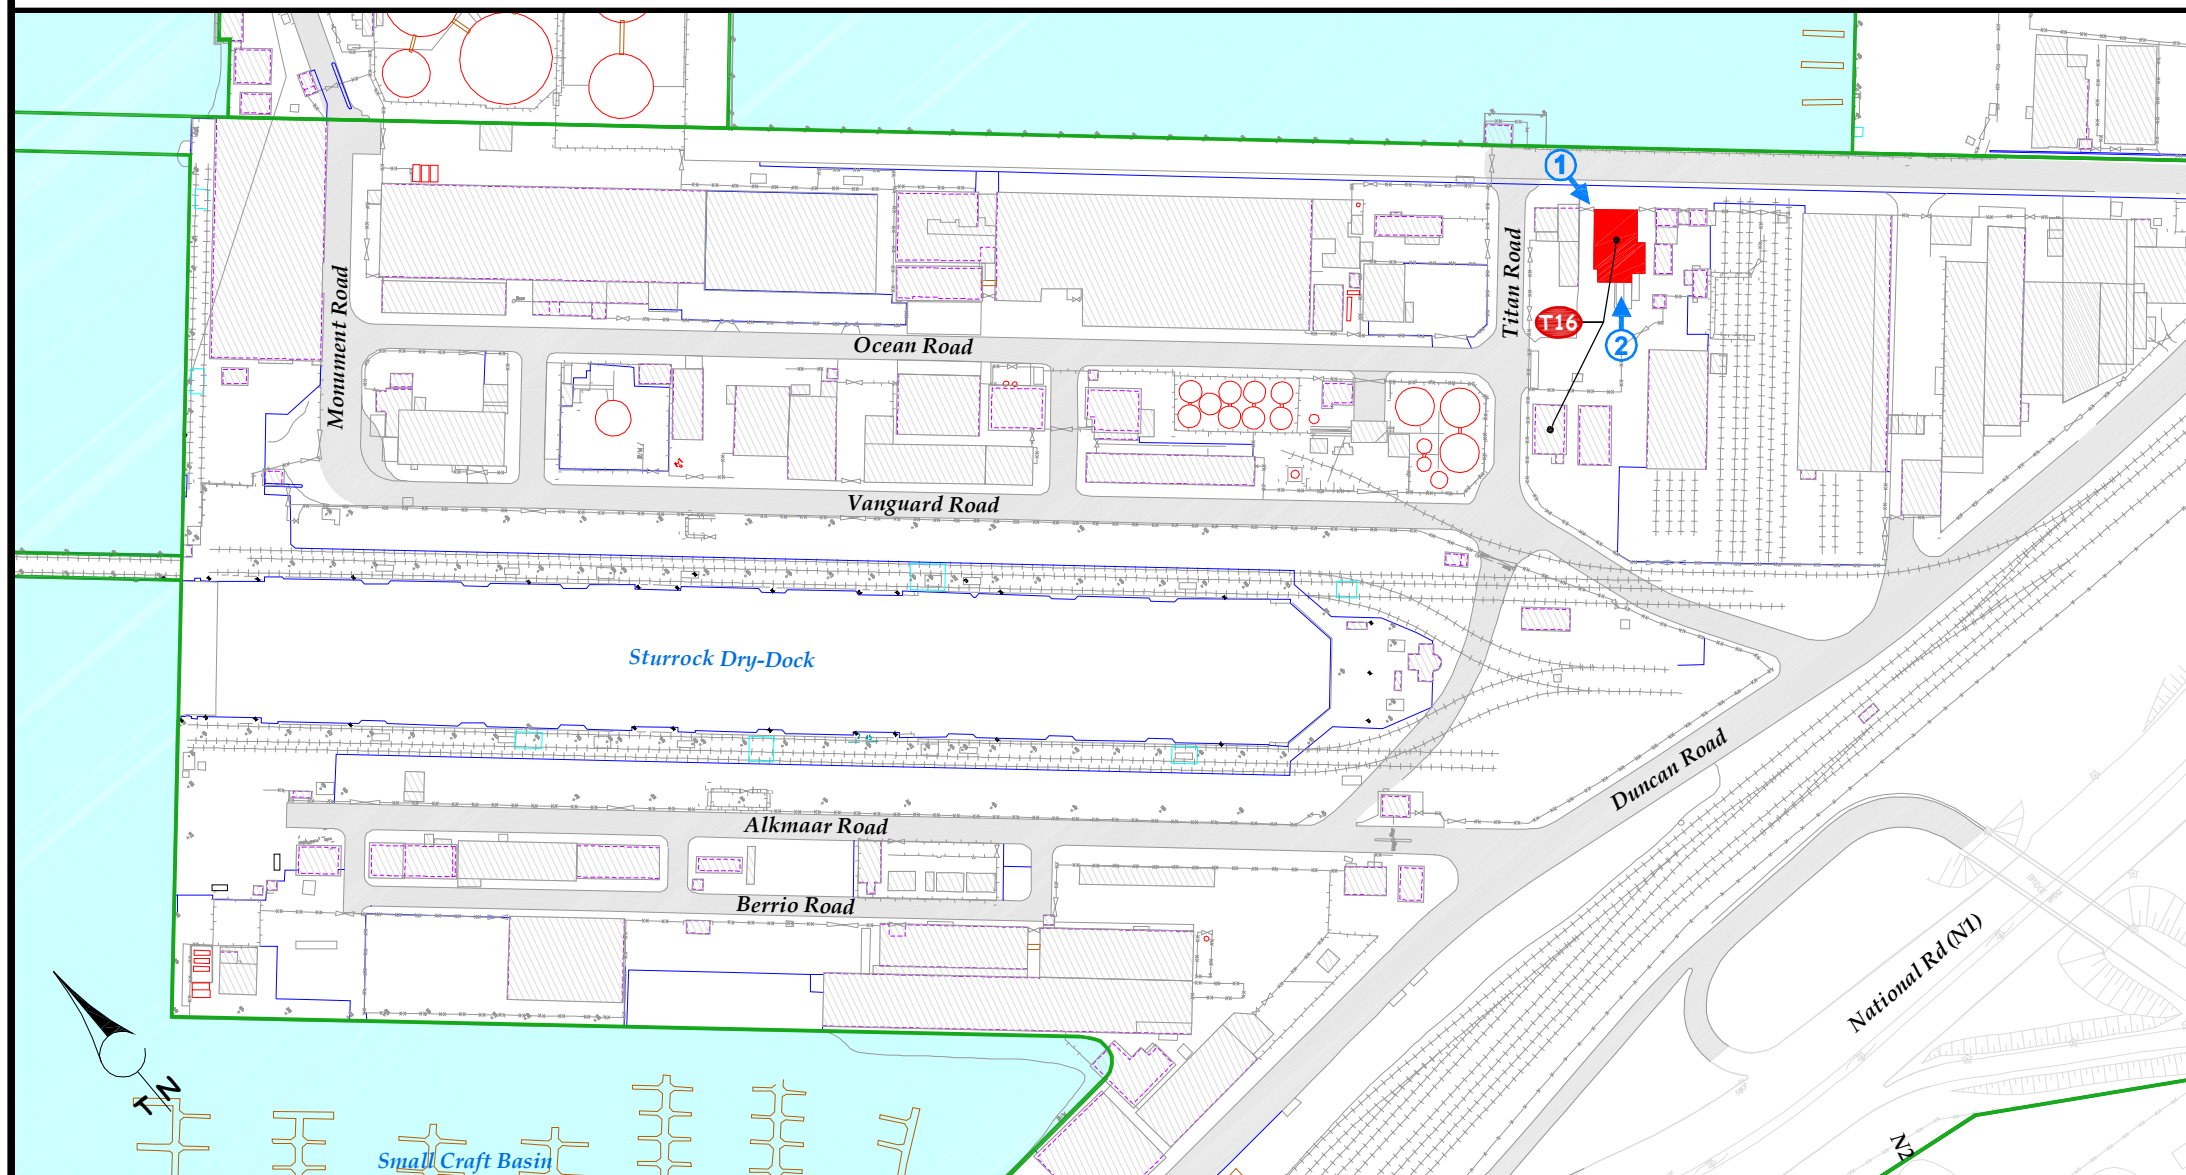 1
Titan Road
T16
2
Monument Road
Ocean Road
Vanguard Road
Sturrock Dry-Dock
Duncan Road
Alkmaar Road
Berrio Road
National Rd (N1)
TN
N2
Small Craft Basin